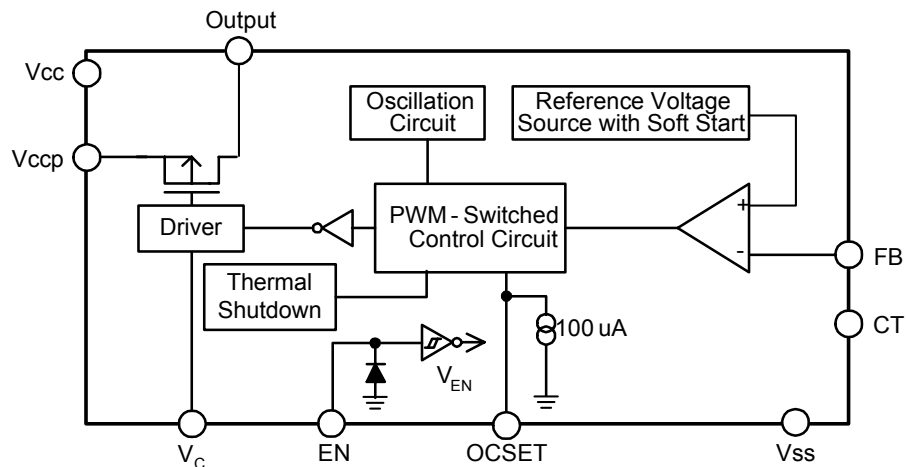 Output
Vcc
Oscillation
Circuit
Reference Voltage
Source with Soft Start
Vccp
PWM - Switched
Control Circuit
+
-
Driver
FB
Thermal
Shutdown
100 uA
CT
VEN
VC
EN
OCSET
Vss